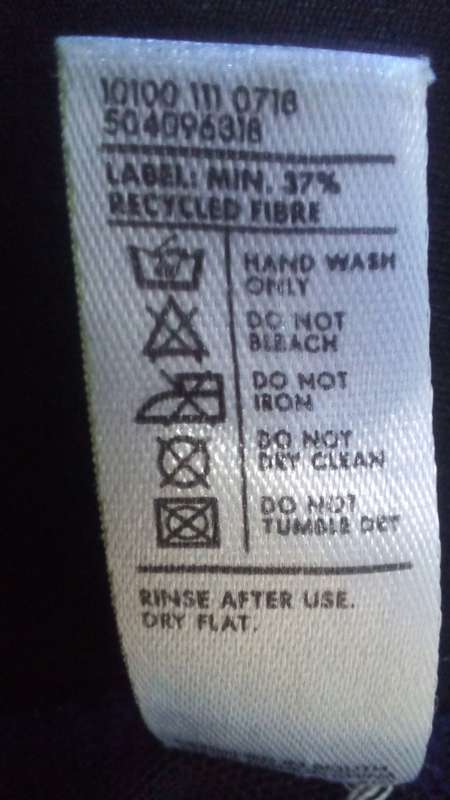 10100 111 0718
504096318
LABEL: MIN. 37%
RECYCLED FIBRE
HAND WASH
ONLY
DO NOT
BLEACH
DO NOT
IRON
DO NOT
DRY CLEAN
DO NOT
TUMBLE DRY
RINSE AFTER USE.
DRY FLAT.